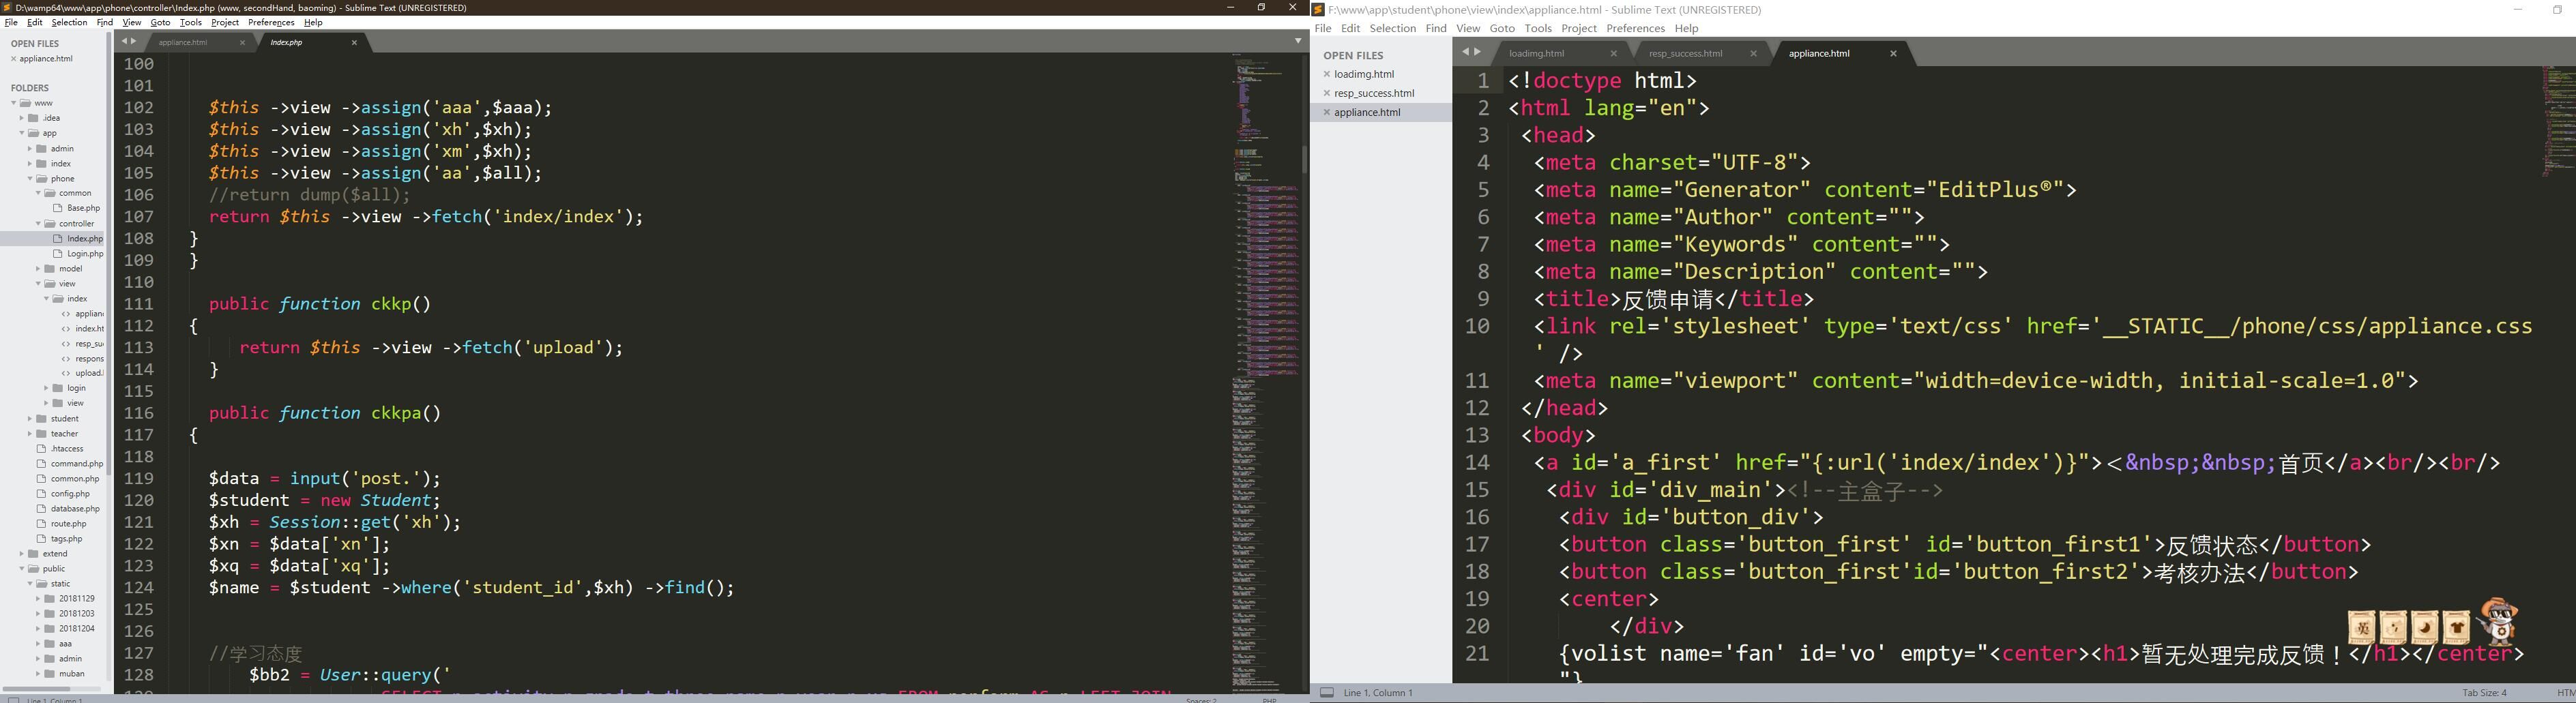 D:\wamp64\www\app\phone\controller\Index.php (www, secondHand, baoming) - Sublime Text (UNREGISTERED)
File Edit Selection Find View Goto Tools Project Preferences Help
OPEN FILES
appliance.html
FOLDERS
www
.idea
app
admin
index
phone
common
Base.php
controller
Index.php
Login.php
model
view
index
applian
index.ht
resp_su
respons
upload.
login
view
student
teacher
.htaccess
command.php
common.php
config.php
database.php
route.php
tags.php
extend
public
static
20181129
20181203
20181204
aaa
admin
muban
appliance.html
Index.php
100
101
102 $this ->view ->assign('aaa',$aaa);
103 $this ->view ->assign('xh',$xh);
104 $this ->view ->assign('xm',$xh);
105 $this ->view ->assign('aa',$all);
106 //return dump($all);
107 return $this ->view ->fetch('index/index');
108 }
109 }
110
111 public function ckkp()
112 {
113 return $this ->view ->fetch('upload');
114 }
115
116 public function ckkpa()
117 {
118
119 $data = input('post.');
120 $student = new Student;
121 $xh = Session::get('xh');
122 $xn = $data['xn'];
123 $xq = $data['xq'];
124 $name = $student ->where('student_id',$xh) ->find();
125
126
127 //学习态度
128 $bb2 = User::query('
Line 1, Column 1
Spaces: 2
PHP
F:\www\app\student\phone\view\index\appliance.html - Sublime Text (UNREGISTERED)
File Edit Selection Find View Goto Tools Project Preferences Help
OPEN FILES
loadimg.html
resp_success.html
appliance.html
loadimg.html
resp_success.html
appliance.html
1 <!doctype html>
2 <html lang="en">
3 <head>
4 <meta charset="UTF-8">
5 <meta name="Generator" content="EditPlus®">
6 <meta name="Author" content="">
7 <meta name="Keywords" content="">
8 <meta name="Description" content="">
9 <title>反馈申请</title>
10 <link rel='stylesheet' type='text/css' href='__STATIC__/phone/css/appliance.css
' />
11 <meta name="viewport" content="width=device-width, initial-scale=1.0">
12 </head>
13 <body>
14 <a id='a_first' href="{:url('index/index')}"><&nbsp;&nbsp;首页</a><br/><br/>
15 <div id='div_main'><!--主盒子-->
16 <div id='button_div'>
17 <button class='button_first' id='button_first1'>反馈状态</button>
18 <button class='button_first'id='button_first2'>考核办法</button>
19 <center>
20 </div>
21 {volist name='fan' id='vo' empty="<center><h1>暂无处理完成反馈！</h1></center>
"}
英
Line 1, Column 1
Tab Size: 4
HTM